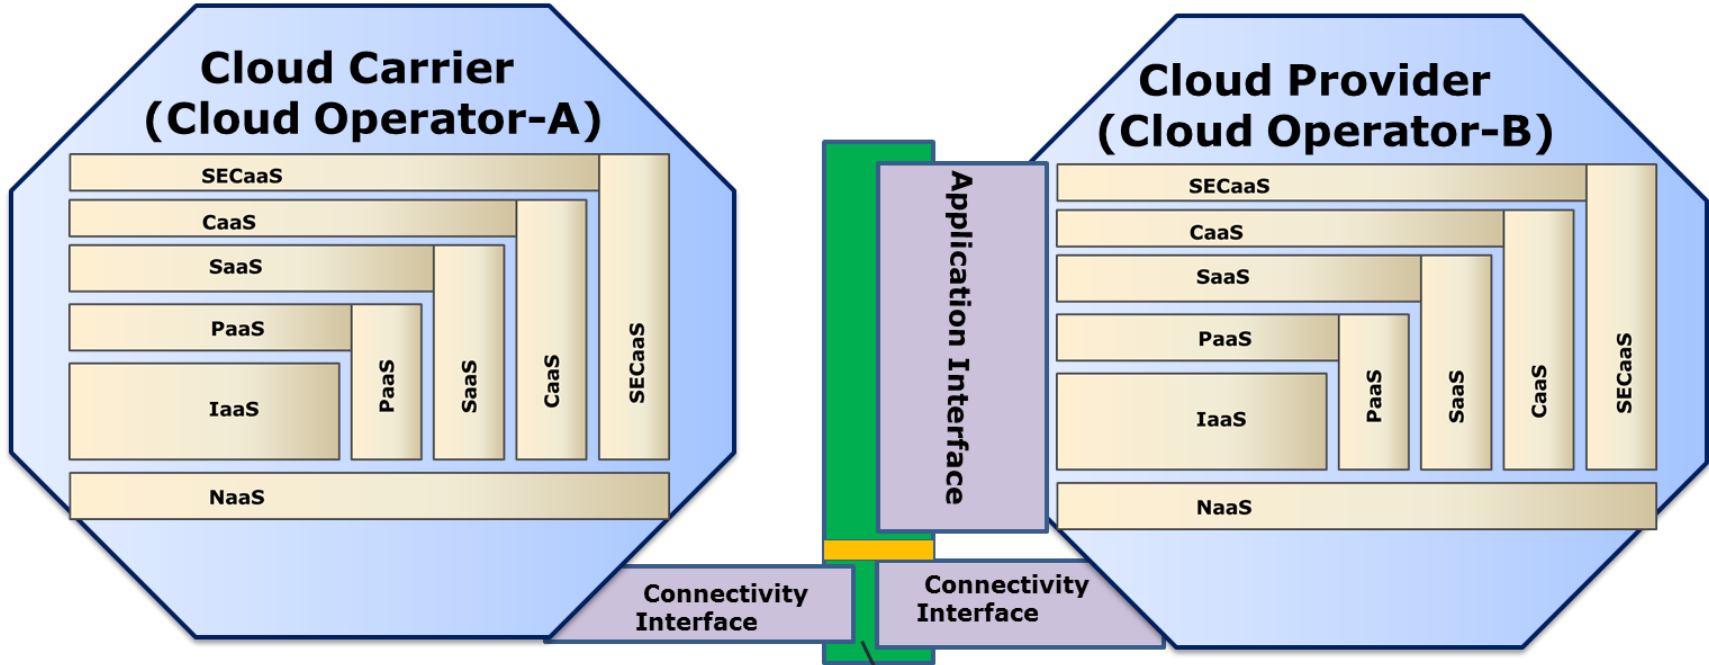 Cloud Carrier
(Cloud Operator-A)
SECaaS
CaaS
SaaS
PaaS
IaaS
PaaS
SaaS
CaaS
SECaaS
NaaS
Connectivity
Interface
Application Interface
Connectivity
Interface
Cloud Provider
(Cloud Operator-B)
SECaaS
CaaS
SaaS
PaaS
IaaS
PaaS
SaaS
CaaS
SECaaS
NaaS